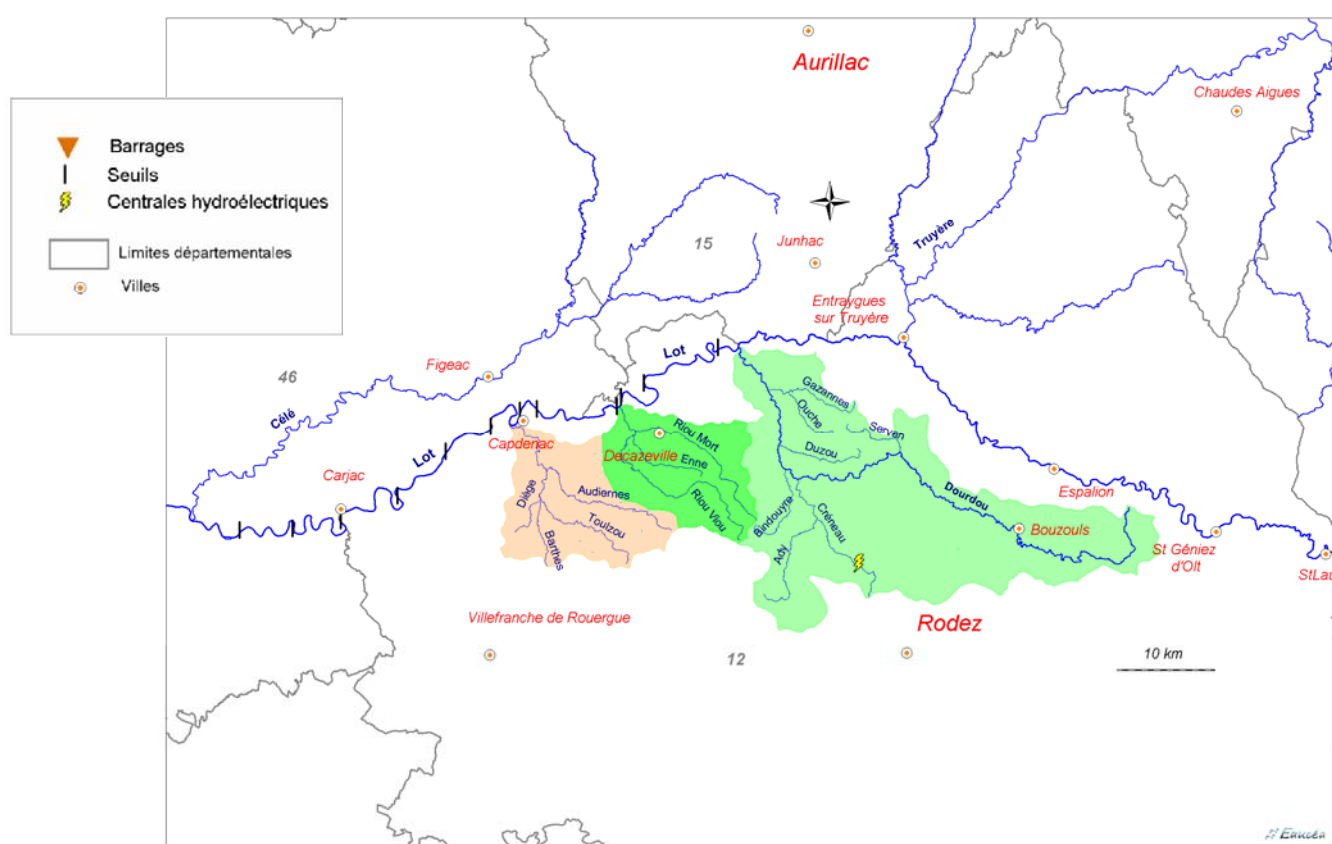 Aurillac
Chaudes Aigues
Barrages
Seuils
Centrales hydroélectriques
Limites départementales
Villes
15
Junhac
Truyère
Entraygues
sur Truyère
Lot
Figeac
46
Célé
Gazannes
Ouche
Serven
Capdenac
Riou Mort
Decazeville
Enne
Duzou
Lot
Carjac
Diège
Audiernes
Riou Viou
Dourdou
Espalion
Toulzou
Bindouyre
Créneau
Bouzouls
St Géniez
d'Olt
Barthes
Ady
StLau
Villefranche de Rouergue
Rodez
12
10 km
Eaucéa